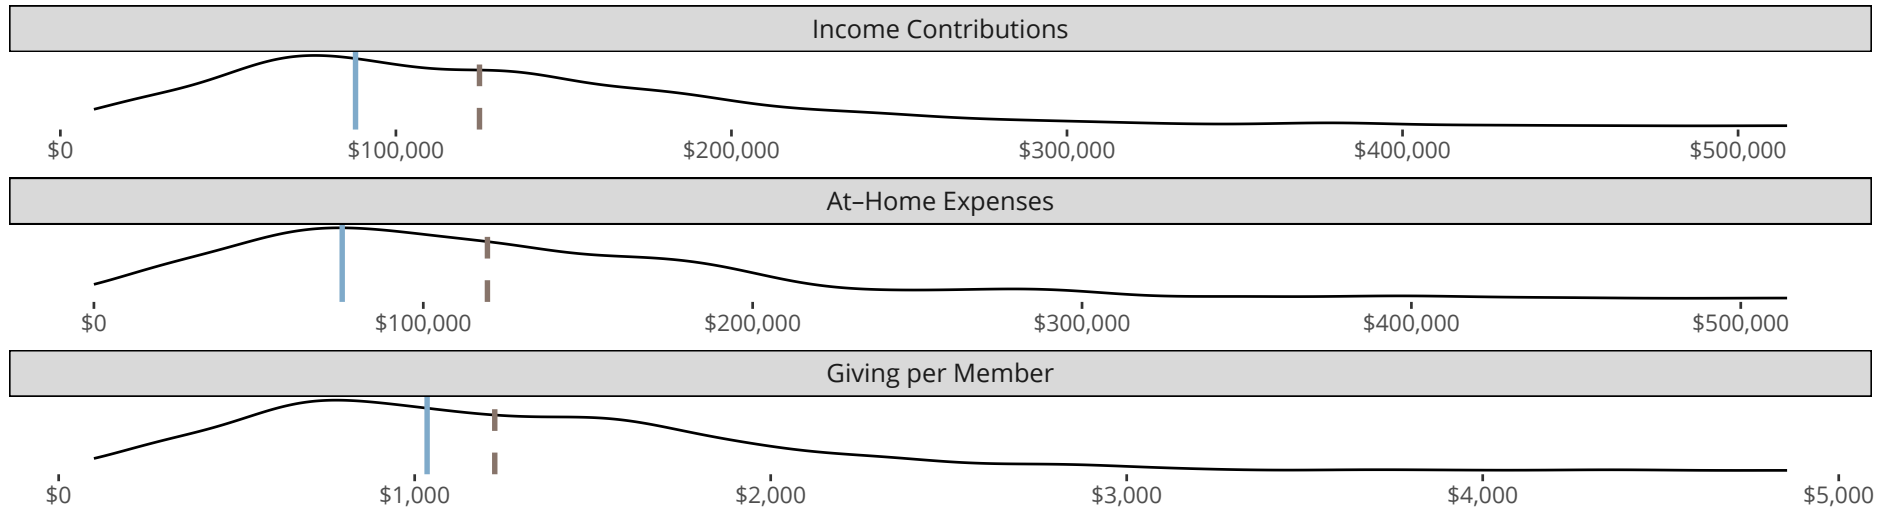 Income Contributions
$0 $100,000 $200,000 $300,000 $400,000 $500,000
At–Home Expenses
$0 $100,000 $200,000 $300,000 $400,000 $500,000
Giving per Member
$0 $1,000 $2,000 $3,000 $4,000 $5,000